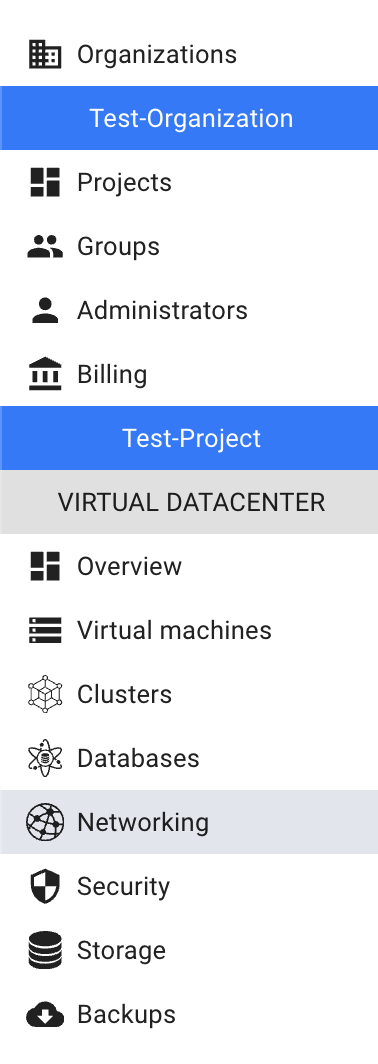 Organizations
Test-Organization
Projects
Groups
Administrators
Billing
Test-Project
VIRTUAL DATACENTER
Overview
Virtual machines
Clusters
Databases
Networking
Security
Storage
Backups